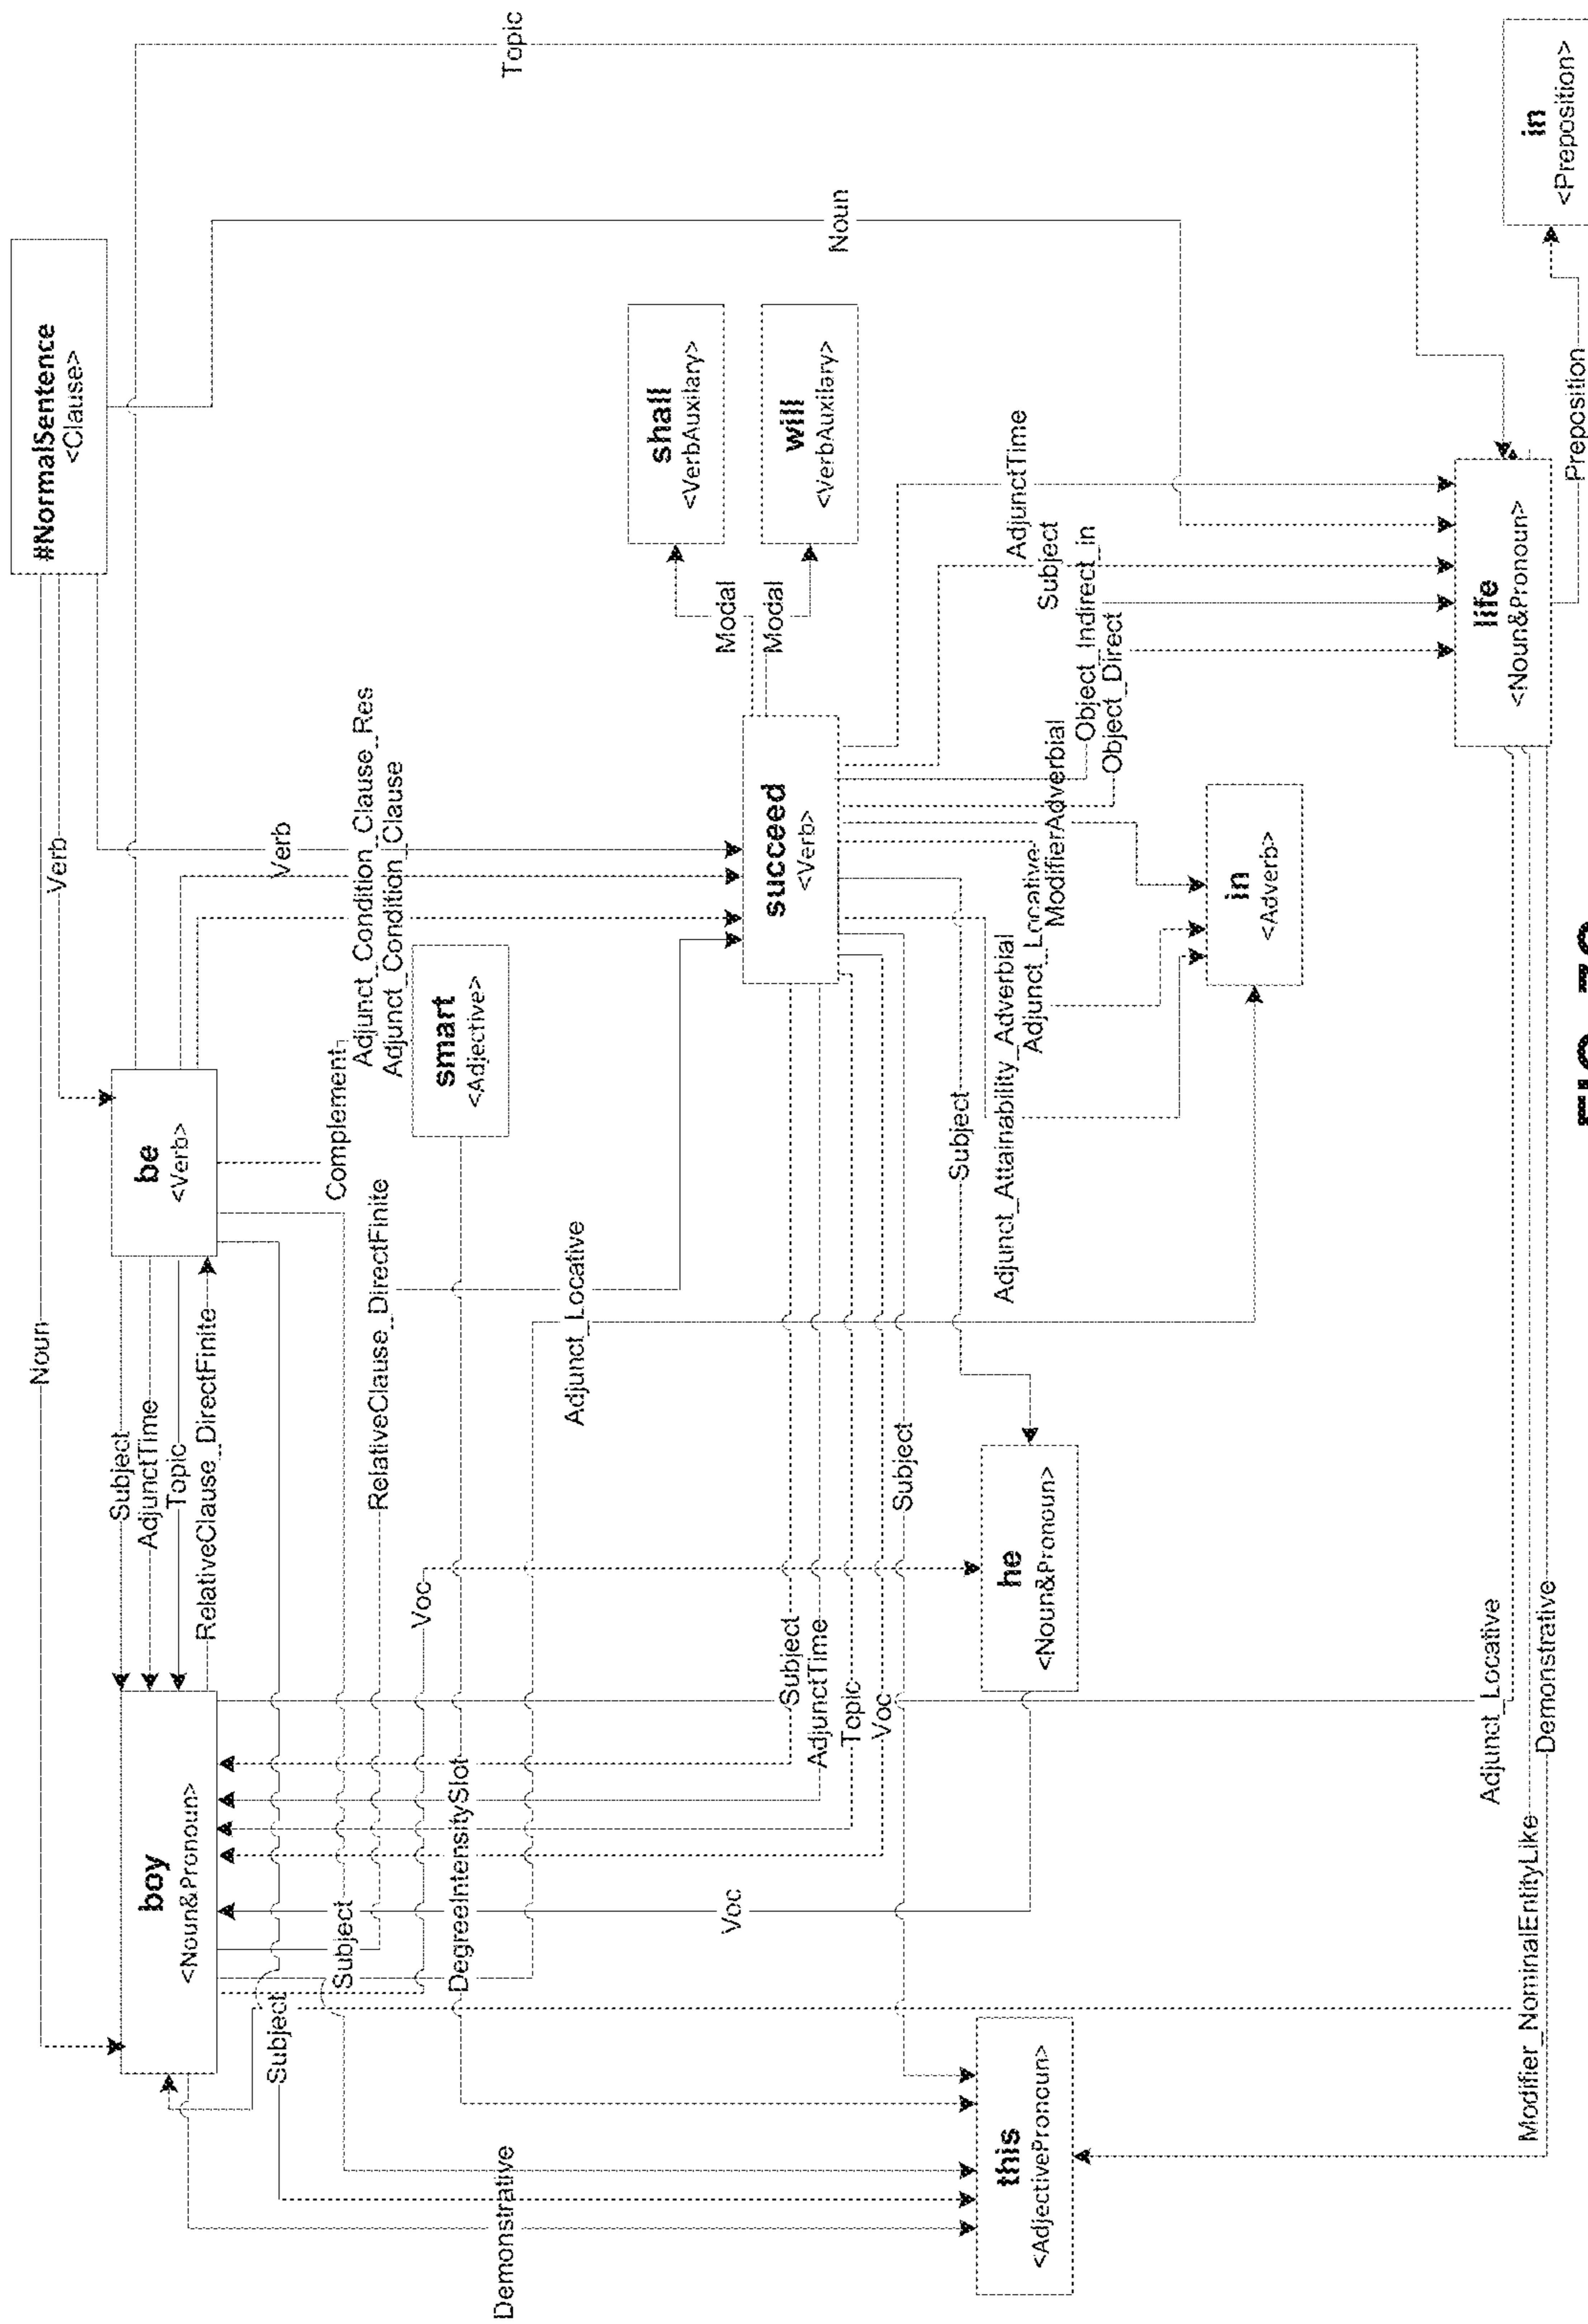 #NormalSentence
<Clause>
Noun
Verb
Verb
Topic
Noun
boy
<Noun&Pronoun>
Subject
AdjunctTime
Topic
RelativeClause_DirectFinite
be
<Verb>
Subject
Subject
Complement
Adjunct_Condition_Clause_Res
Adjunct_Condition_Clause
RelativeClause_DirectFinite
Voc
smart
<Adjective>
DegreeIntensitySlot
Demonstrative
Adjunct_Locative
shall
<VerbAuxilary>
Modal
Modal
will
<VerbAuxilary>
succeed
<Verb>
Voc
Subject
AdjunctTime
Topic
Voc
Subject
Subject
Adjunct_Attainability_Adverbial
Adjunct_Locative
ModifierAdverbial
Object_Indirect_in
Object_Direct
Subject
AdjunctTime
this
<AdjectivePronoun>
he
<Noun&Pronoun>
in
<Adverb>
life
<Noun&Pronoun>
Adjunct_Locative
Modifier_NominalEntityLike
Demonstrative
Preposition
in
<Preposition>